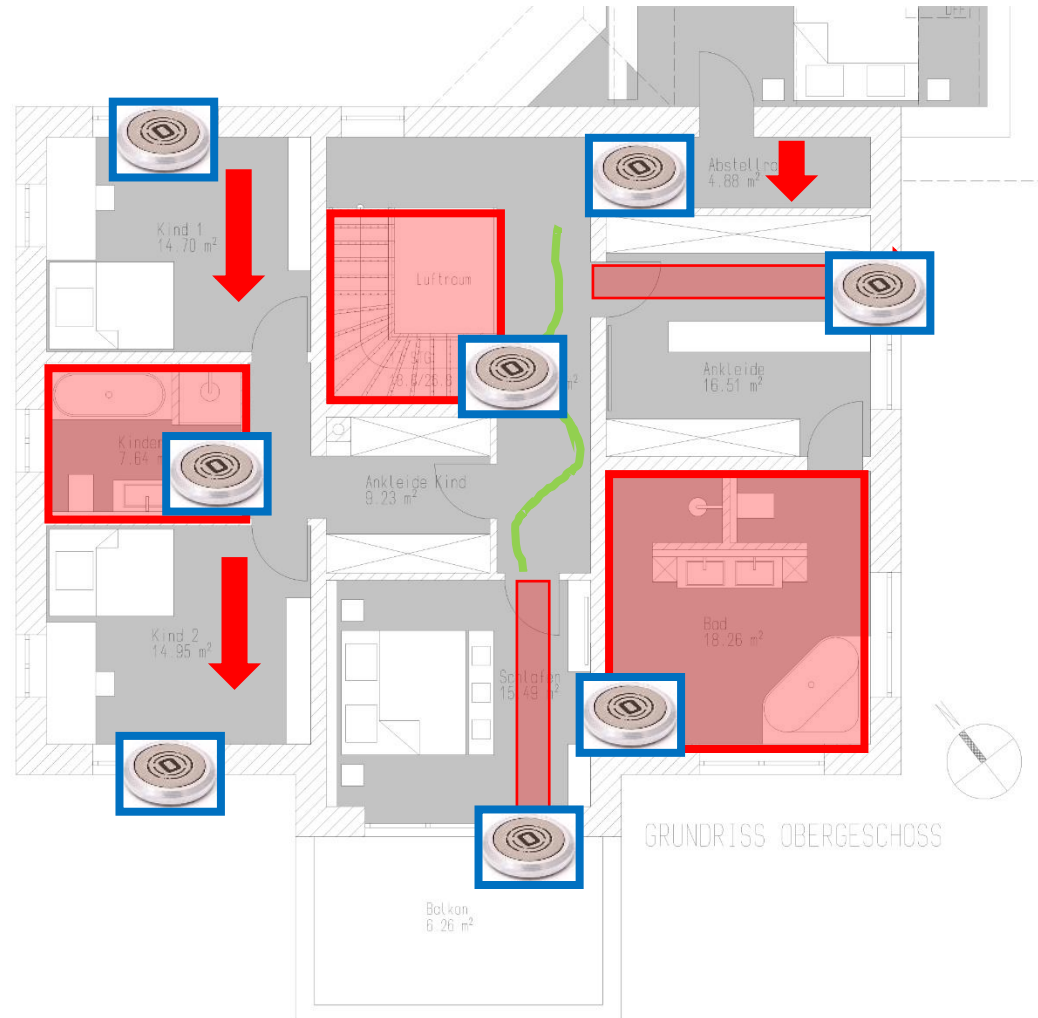 OFF
Abstellra
4.88 m²
Kind 1
14.70 m²
Luftraum
Ankleide
16.51 m²
Kinder
7.64 m
Ankleide Kind
9.23 m²
Kind 2
14.95 m²
Bad
18.26 m²
Schlafen
15.49 m²
GRUNDRISS OBERGESCHOSS
Balkon
6.26 m²